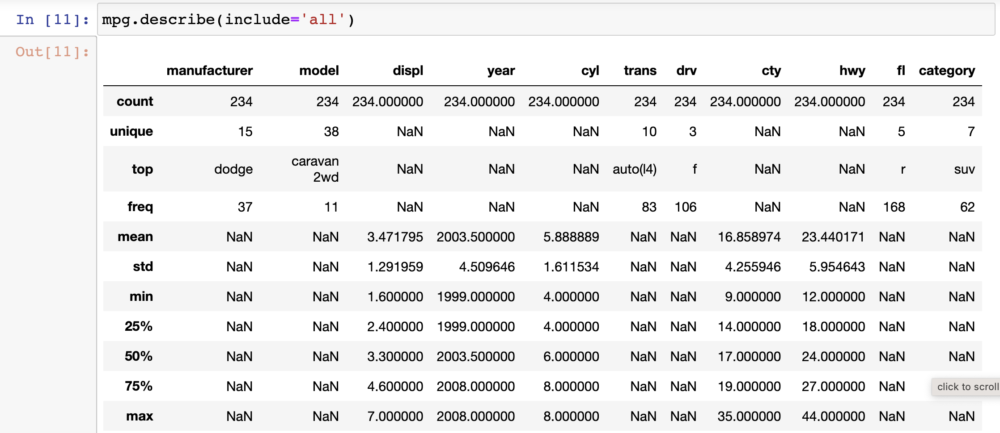 In [11]: mpg.describe(include='all')
Out[11]:
manufacturer model displ year cyl trans drv cty hwy fl category
count 234 234 234.000000 234.000000 234.000000 234 234 234.000000 234.000000 234 234
unique 15 38 NaN NaN NaN 10 3 NaN NaN 5 7
top dodge caravan 2wd NaN NaN NaN auto(l4) f NaN NaN r suv
freq 37 11 NaN NaN NaN 83 106 NaN NaN 168 62
mean NaN NaN 3.471795 2003.500000 5.888889 NaN NaN 16.858974 23.440171 NaN NaN
std NaN NaN 1.291959 4.509646 1.611534 NaN NaN 4.255946 5.954643 NaN NaN
min NaN NaN 1.600000 1999.000000 4.000000 NaN NaN 9.000000 12.000000 NaN NaN
25% NaN NaN 2.400000 1999.000000 4.000000 NaN NaN 14.000000 18.000000 NaN NaN
50% NaN NaN 3.300000 2003.500000 6.000000 NaN NaN 17.000000 24.000000 NaN NaN
75% NaN NaN 4.600000 2008.000000 8.000000 NaN NaN 19.000000 27.000000 NaN click to scroll
max NaN NaN 7.000000 2008.000000 8.000000 NaN NaN 35.000000 44.000000 NaN NaN